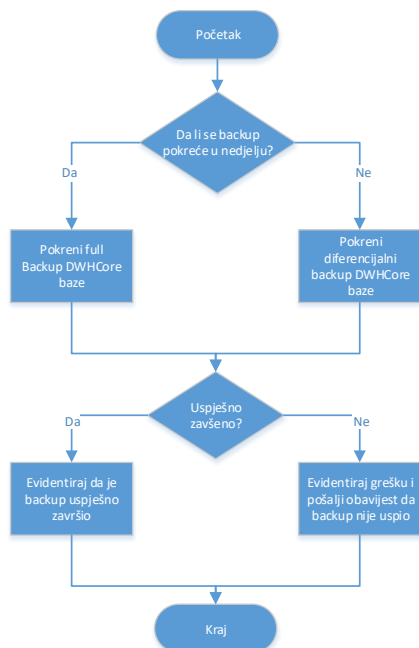 Početak
Da li se backup
pokreće u nedjelju?
Da
Ne
Pokreni full
Backup DWHCore
baze
Pokreni
diferencijalni
backup DWHCore
baze
Uspješno
zavšeno?
Da
Ne
Evidentiraj da je
backup uspješno
završio
Evidentiraj grešku i
pošalji obavijest da
backup nije uspio
Kraj